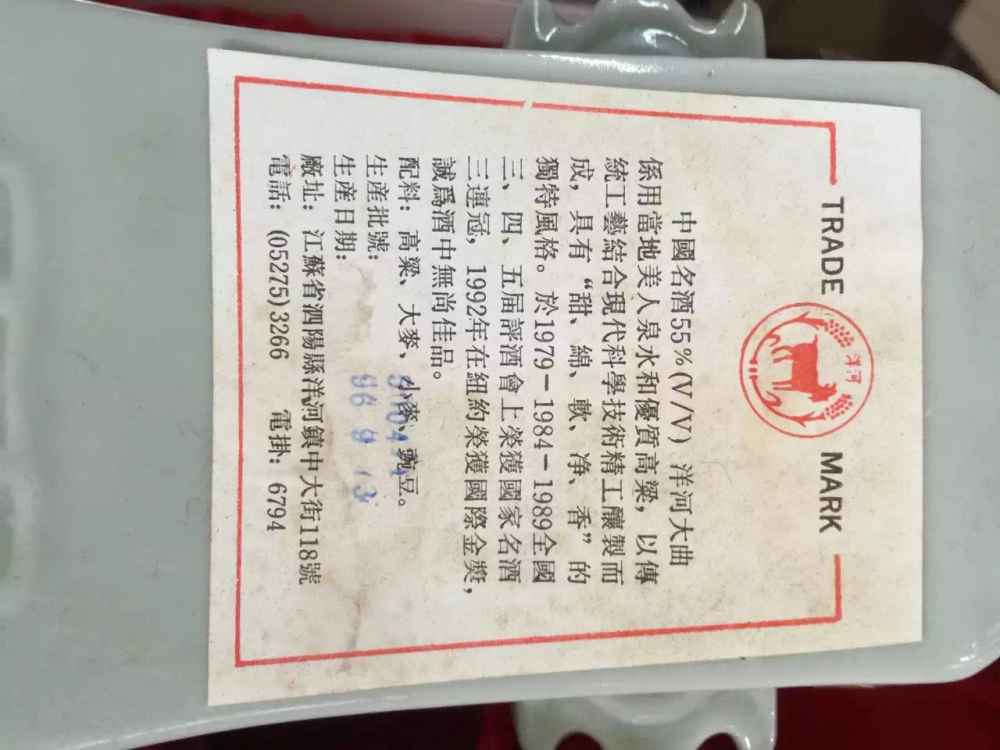 TRADE MARK
洋河
中國名酒55%(V/V) 洋河大曲
係用當地美人泉水和優質高粱，以傳
統工藝結合現代科學技術精工釀製而
成，具有“甜、綿、軟、净、香”的
獨特風格。於1979-1984-1989全國
三、四、五届評酒會上榮獲國家名酒
三連冠，1992年在紐約榮獲國際金獎，
誠爲酒中無尚佳品。
配料：高粱、大麥、小麥、豌豆。
生産批號：
生産日期： 96 9 13
廠址：江蘇省泗陽縣洋河鎮中大街118號
電話：(05275)3266 電掛：6794